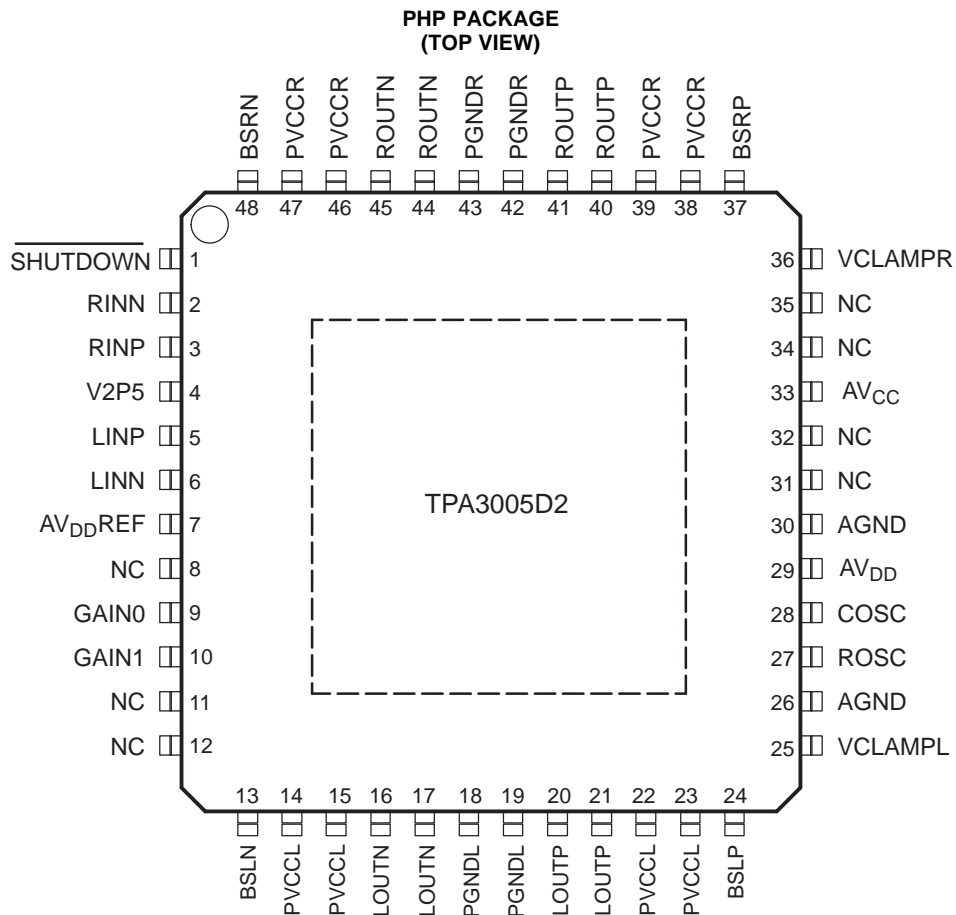 PHP PACKAGE
(TOP VIEW)
BSRN
PVCCR
PVCCR
ROUTN
ROUTN
PGNDR
PGNDR
ROUTP
ROUTP
PVCCR
PVCCR
BSRP
48 47 46 45 44 43 42 41 40 39 38 37
SHUTDOWN 1
RINN 2
RINP 3
V2P5 4
LINP 5
LINN 6
AVDDREF 7
NC 8
GAIN0 9
GAIN1 10
NC 11
NC 12
TPA3005D2
36 VCLAMPR
35 NC
34 NC
33 AVCC
32 NC
31 NC
30 AGND
29 AVDD
28 COSC
27 ROSC
26 AGND
25 VCLAMPL
13 14 15 16 17 18 19 20 21 22 23 24
BSLN
PVCCL
PVCCL
LOUTN
LOUTN
PGNDL
PGNDL
LOUTP
LOUTP
PVCCL
PVCCL
BSLP